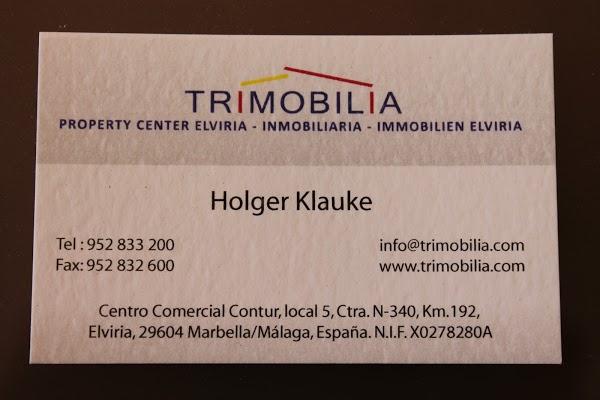 TRIMOBILIA
PROPERTY CENTER ELVIRIA - INMOBILIARIA - IMMOBILIEN ELVIRIA
Holger Klauke
Tel : 952 833 200
Fax: 952 832 600
info@trimobilia.com
www.trimobilia.com
Centro Comercial Contur, local 5, Ctra. N-340, Km.192,
Elviria, 29604 Marbella/Málaga, España. N.I.F. X0278280A